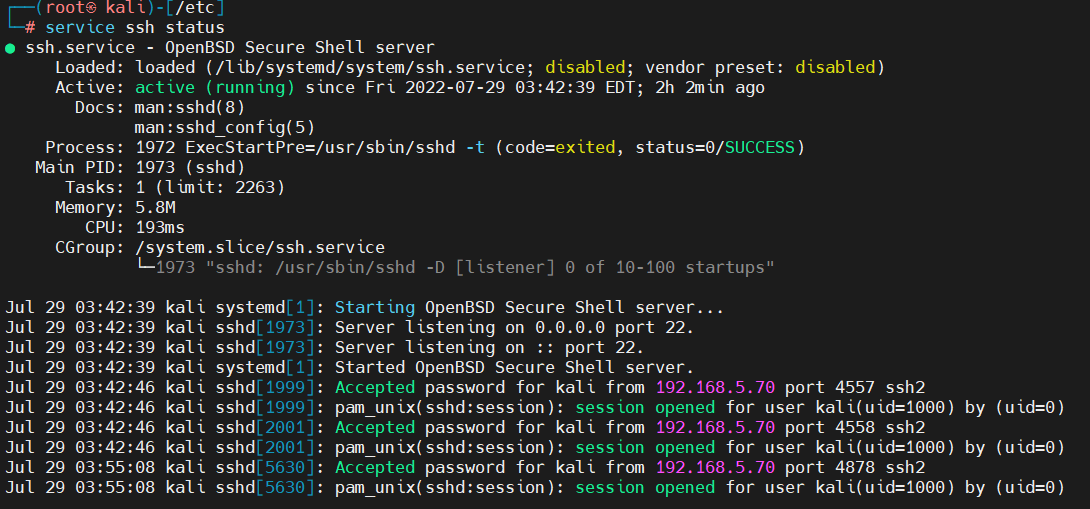 ┌──(root㉿ kali)-[/etc]
└─# service ssh status
● ssh.service - OpenBSD Secure Shell server
     Loaded: loaded (/lib/systemd/system/ssh.service; disabled; vendor preset: disabled)
     Active: active (running) since Fri 2022-07-29 03:42:39 EDT; 2h 2min ago
       Docs: man:sshd(8)
             man:sshd_config(5)
    Process: 1972 ExecStartPre=/usr/sbin/sshd -t (code=exited, status=0/SUCCESS)
   Main PID: 1973 (sshd)
      Tasks: 1 (limit: 2263)
     Memory: 5.8M
        CPU: 193ms
     CGroup: /system.slice/ssh.service
             └─1973 "sshd: /usr/sbin/sshd -D [listener] 0 of 10-100 startups"

Jul 29 03:42:39 kali systemd[1]: Starting OpenBSD Secure Shell server...
Jul 29 03:42:39 kali sshd[1973]: Server listening on 0.0.0.0 port 22.
Jul 29 03:42:39 kali sshd[1973]: Server listening on :: port 22.
Jul 29 03:42:39 kali systemd[1]: Started OpenBSD Secure Shell server.
Jul 29 03:42:46 kali sshd[1999]: Accepted password for kali from 192.168.5.70 port 4557 ssh2
Jul 29 03:42:46 kali sshd[1999]: pam_unix(sshd:session): session opened for user kali(uid=1000) by (uid=0)
Jul 29 03:42:46 kali sshd[2001]: Accepted password for kali from 192.168.5.70 port 4558 ssh2
Jul 29 03:42:46 kali sshd[2001]: pam_unix(sshd:session): session opened for user kali(uid=1000) by (uid=0)
Jul 29 03:55:08 kali sshd[5630]: Accepted password for kali from 192.168.5.70 port 4878 ssh2
Jul 29 03:55:08 kali sshd[5630]: pam_unix(sshd:session): session opened for user kali(uid=1000) by (uid=0)